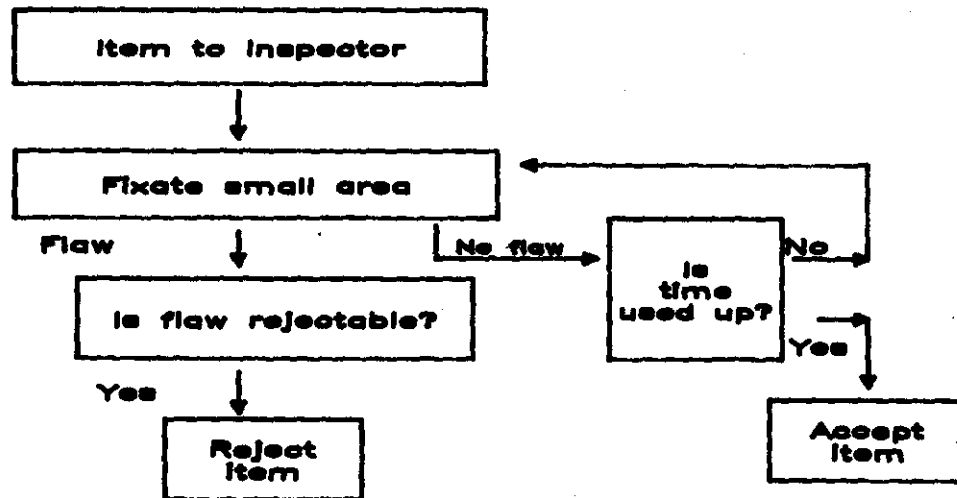 Item to Inspector
Fixate small area
Flaw
No flaw
Is
time
used up?
No
Is flaw rejectable?
Yes
Yes
Reject
Item
Accept
Item